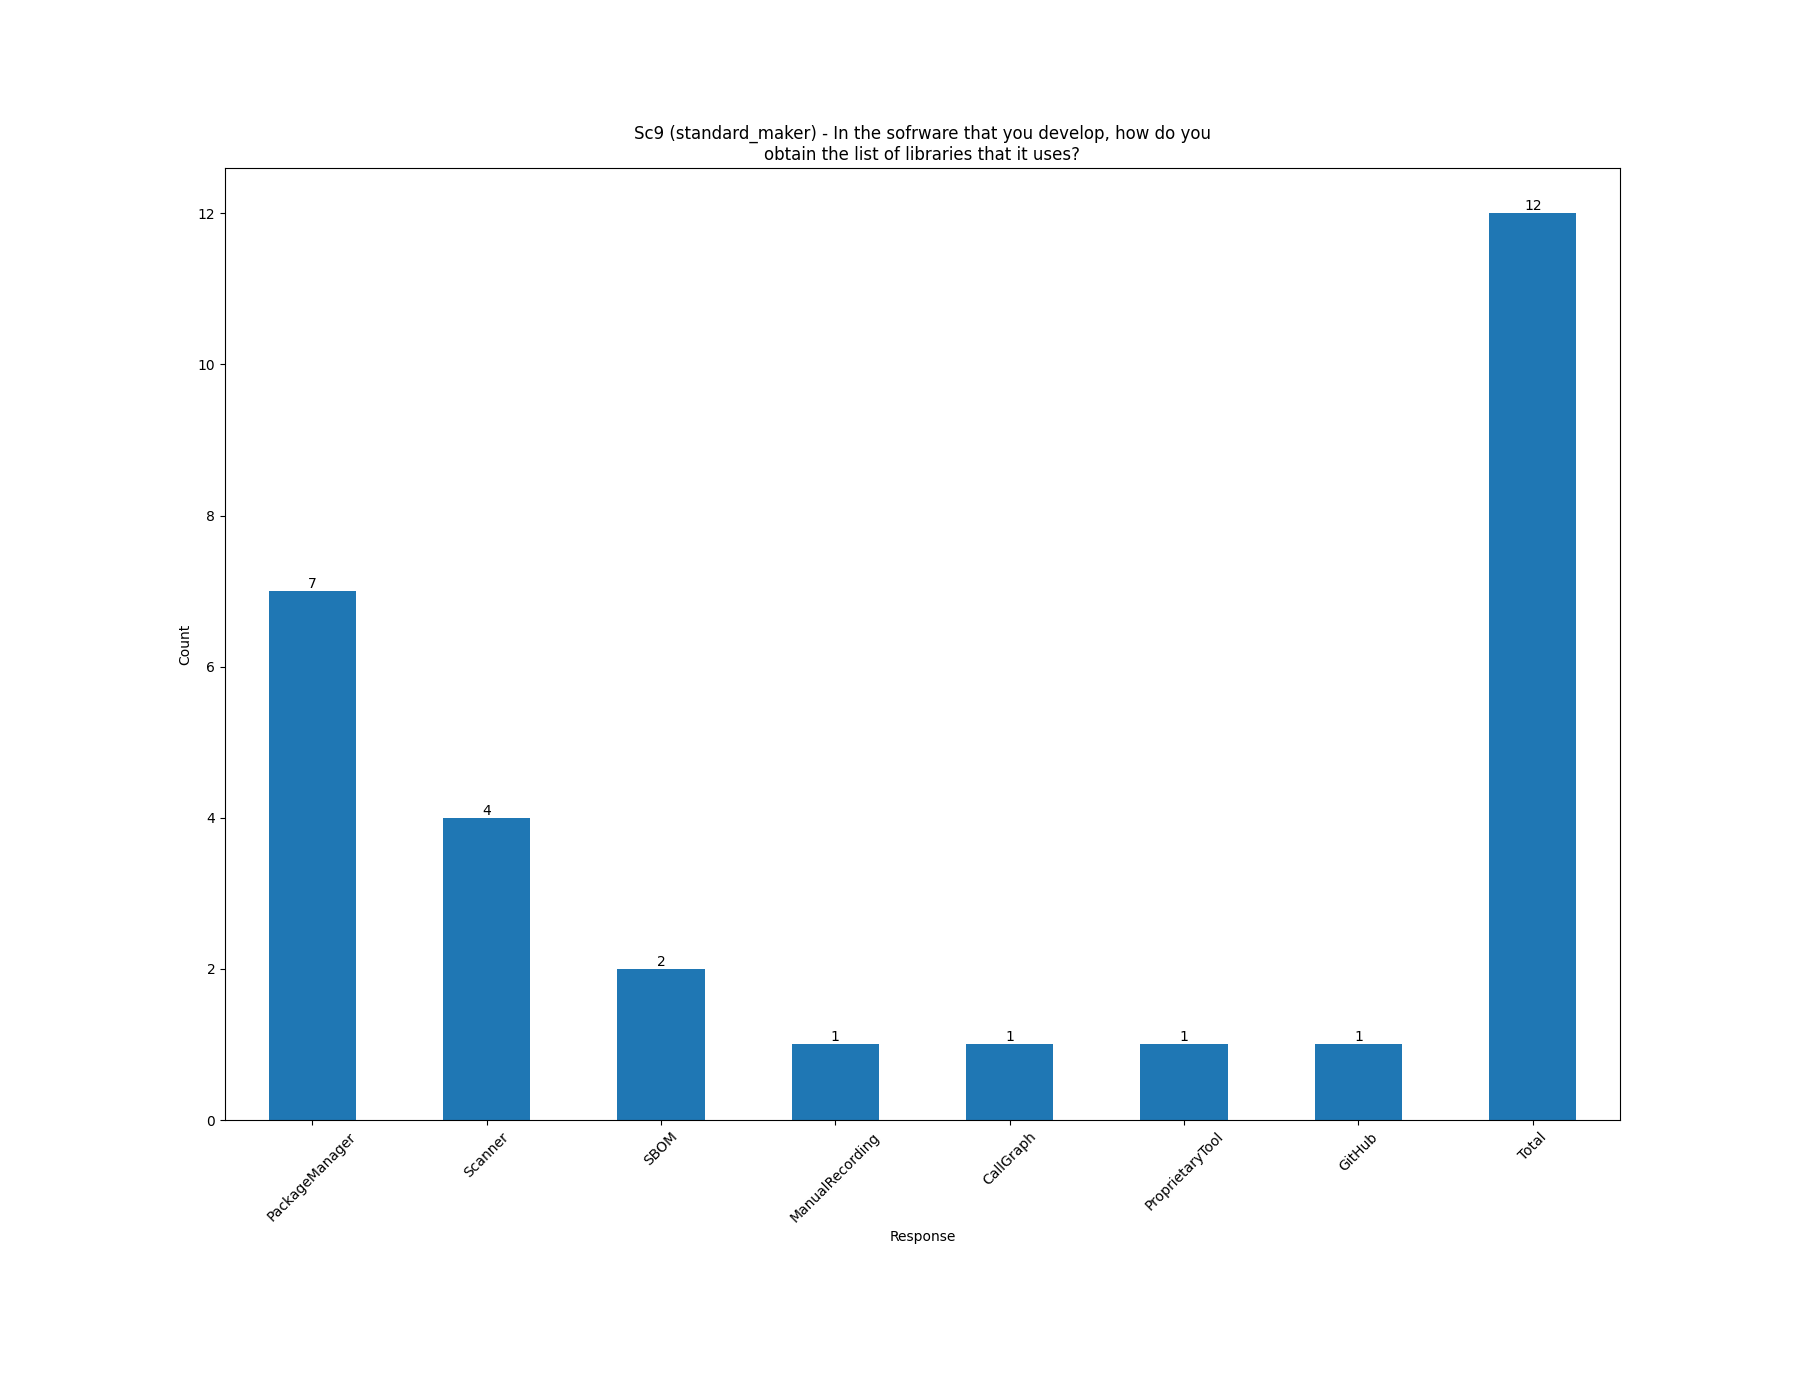 Sc9 (standard_maker) - In the sofrware that you develop, how do you
obtain the list of libraries that it uses?
12
10
8
6
4
2
0
Count
7
4
2
1
1
1
1
12
PackageManager
Scanner
SBOM
ManualRecording
CallGraph
ProprietaryTool
GitHub
Total
Response